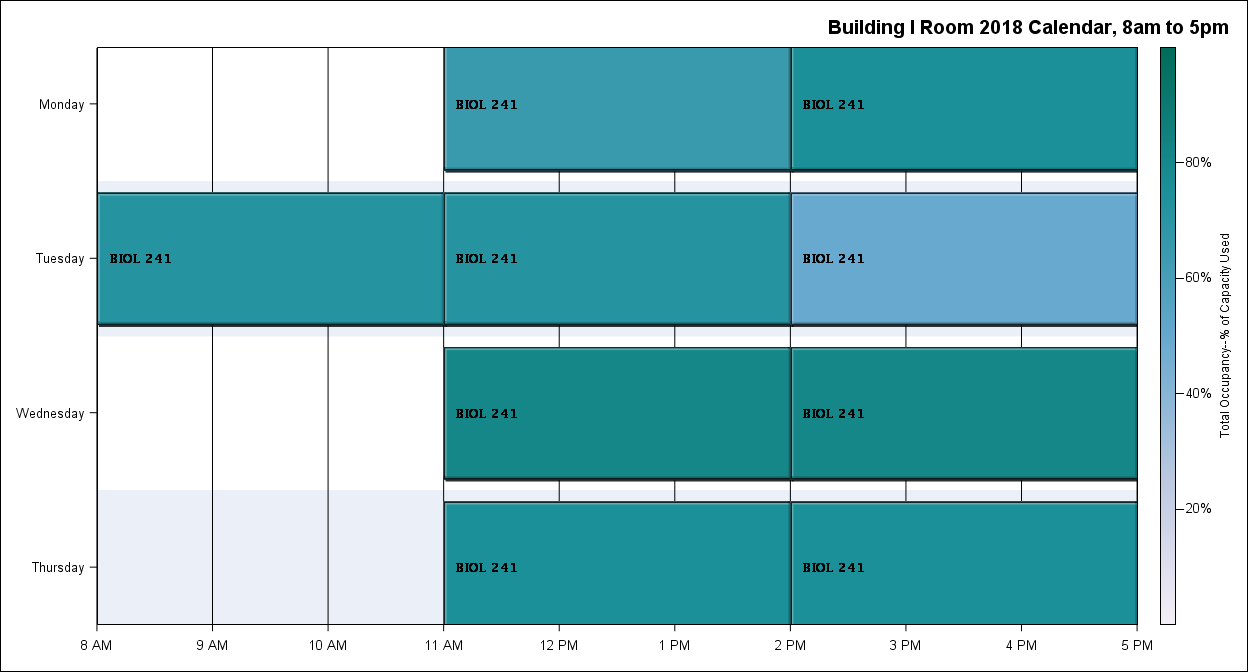 Building I Room 2018 Calendar, 8am to 5pm
Monday
BIOL 241
BIOL 241
Tuesday
BIOL 241
BIOL 241
BIOL 241
Wednesday
BIOL 241
BIOL 241
Thursday
BIOL 241
BIOL 241
8 AM
9 AM
10 AM
11 AM
12 PM
1 PM
2 PM
3 PM
4 PM
5 PM
80%
60%
40%
20%
Total Occupancy--% of Capacity Used